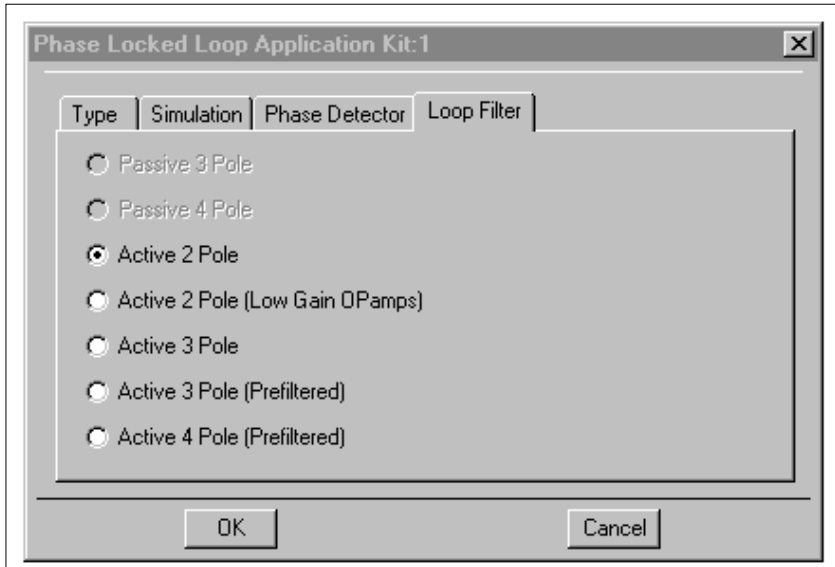 Phase Locked Loop Application Kit:1
Type Simulation Phase Detector Loop Filter
Passive 3 Pole
Passive 4 Pole
Active 2 Pole
Active 2 Pole (Low Gain OPamps)
Active 3 Pole
Active 3 Pole (Prefiltered)
Active 4 Pole (Prefiltered)
OK Cancel